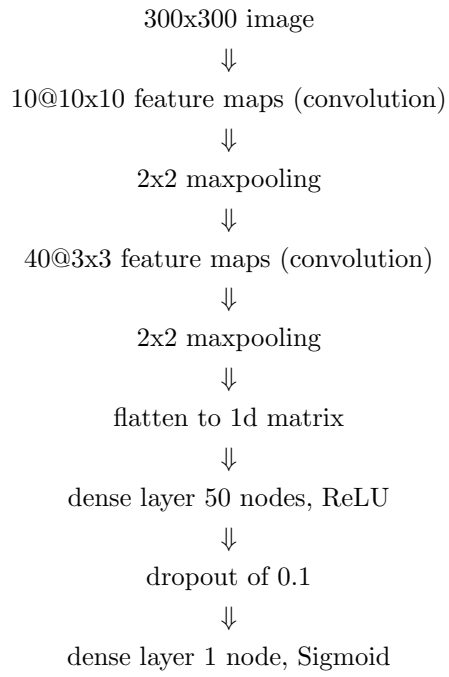 300x300 image
⇓
10@10x10 feature maps (convolution)
⇓
2x2 maxpooling
⇓
40@3x3 feature maps (convolution)
⇓
2x2 maxpooling
⇓
flatten to 1d matrix
⇓
dense layer 50 nodes, ReLU
⇓
dropout of 0.1
⇓
dense layer 1 node, Sigmoid